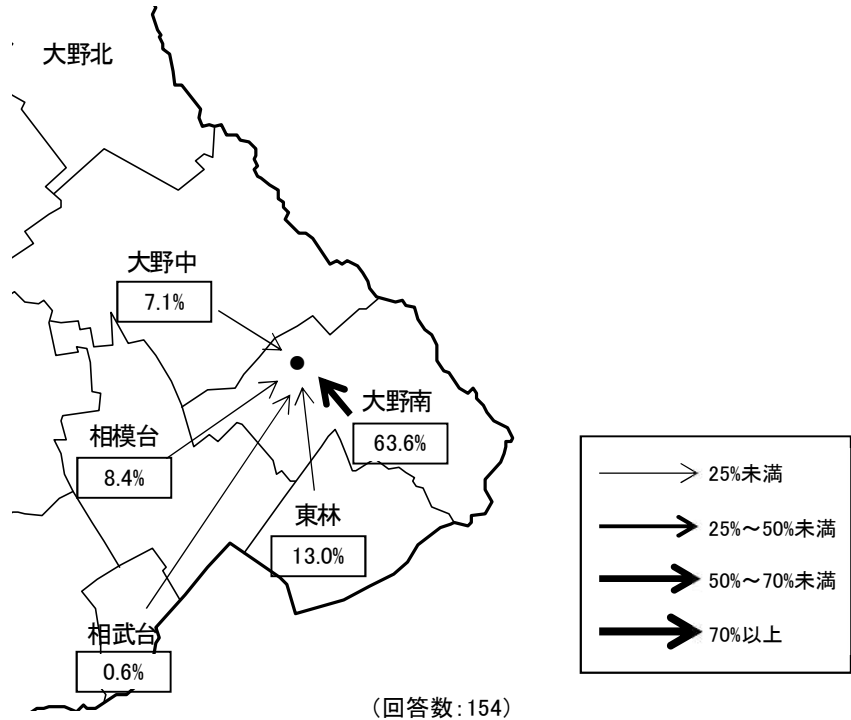 大野北
大野中
7.1%
大野南
63.6%
相模台
8.4%
東林
13.0%
相武台
0.6%
25%未満
25%～50%未満
50%～70%未満
70%以上
（回答数：154）